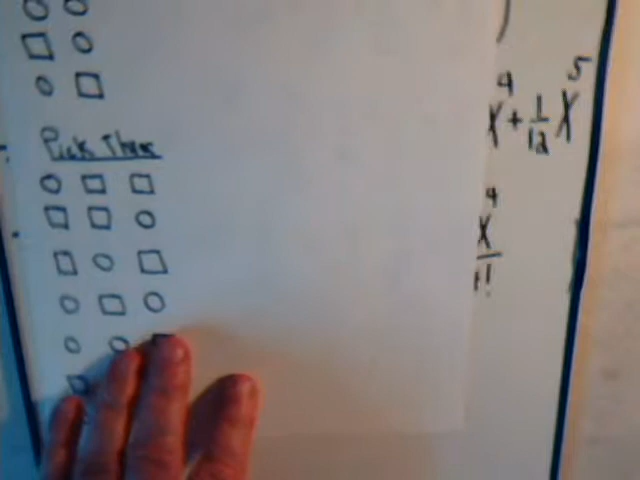 Pick Three
x⁴ + 1/12 x⁵
x⁴